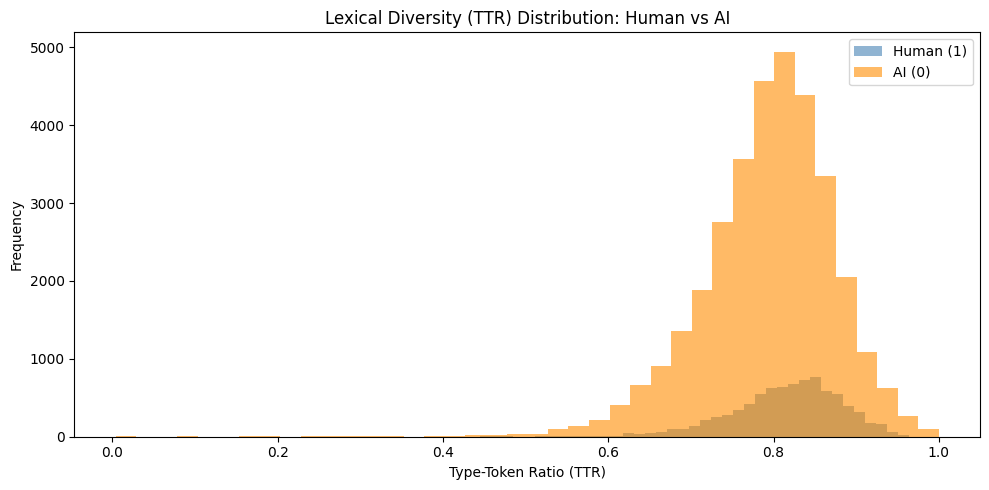 Lexical Diversity (TTR) Distribution: Human vs AI
Human (1)
AI (0)
Frequency
5000
4000
3000
2000
1000
0
0.0 0.2 0.4 0.6 0.8 1.0
Type-Token Ratio (TTR)